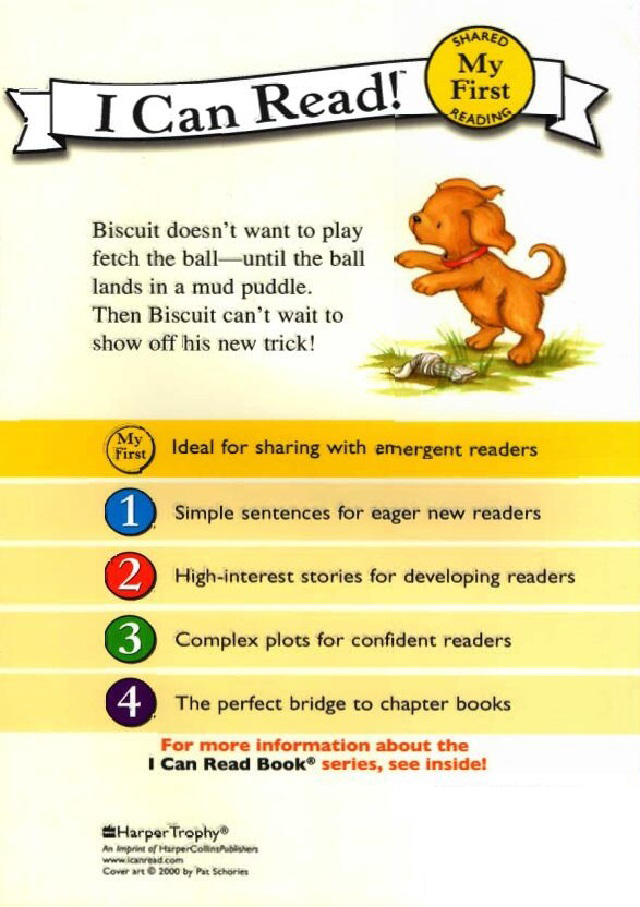 I Can Read!™
SHARED
My
First
READING
Biscuit doesn't want to play
fetch the ball—until the ball
lands in a mud puddle.
Then Biscuit can't wait to
show off his new trick!
My
First
Ideal for sharing with emergent readers
1
Simple sentences for eager new readers
2
High-interest stories for developing readers
3
Complex plots for confident readers
4
The perfect bridge to chapter books
For more information about the
I Can Read Book® series, see inside!
HarperTrophy®
An Imprint of HarperCollinsPublishers
www.icanread.com
Cover art © 2000 by Pat Schories